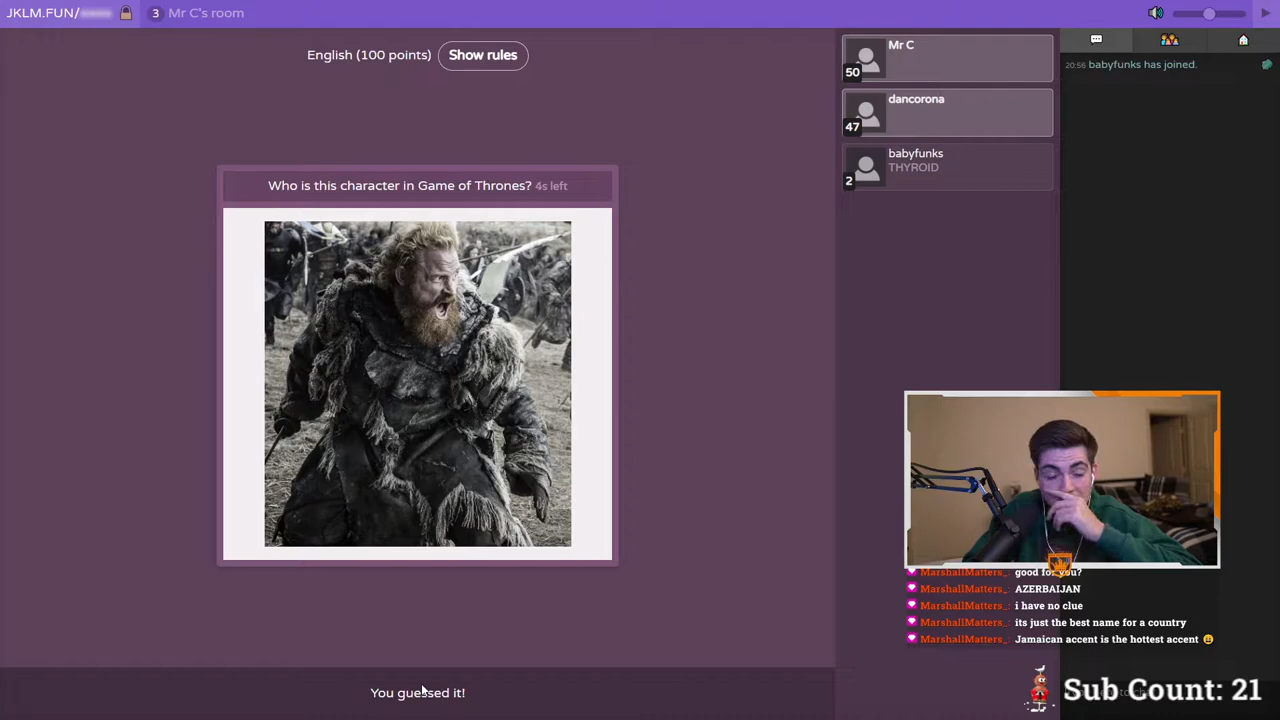 JKLM.FUN/
3 Mr C's room
English (100 points) Show rules
Who is this character in Game of Thrones? 4s left
You guessed it!
Mr C
50
dancorona
47
babyfunks
THYROID
2
20:56 babyfunks has joined.
MarshallMatters_: good for you?
MarshallMatters_: AZERBAIJAN
MarshallMatters_: i have no clue
MarshallMatters_: its just the best name for a country
MarshallMatters_: Jamaican accent is the hottest accent
Sub Count: 21